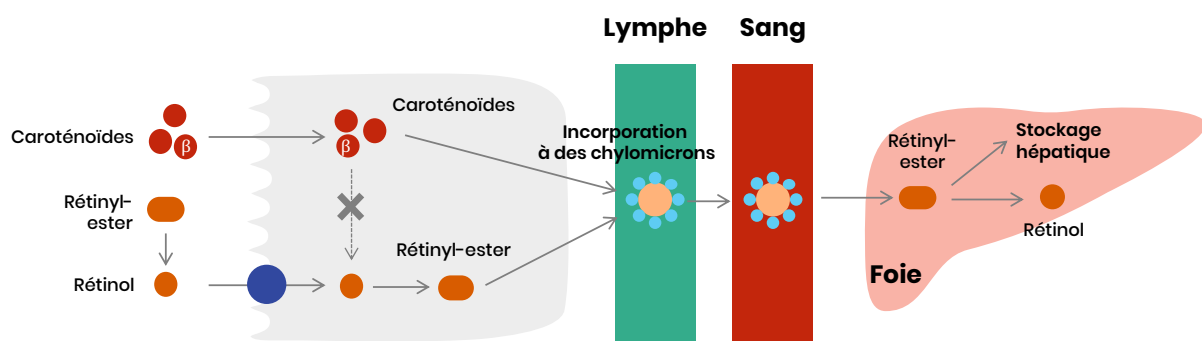 Lymphe
Sang
Caroténoïdes
β
Rétinyl-
ester
Rétinol
Caroténoïdes
β
Rétinyl-ester
Incorporation
à des chylomicrons
Rétinyl-
ester
Stockage
hépatique
Rétinol
Foie